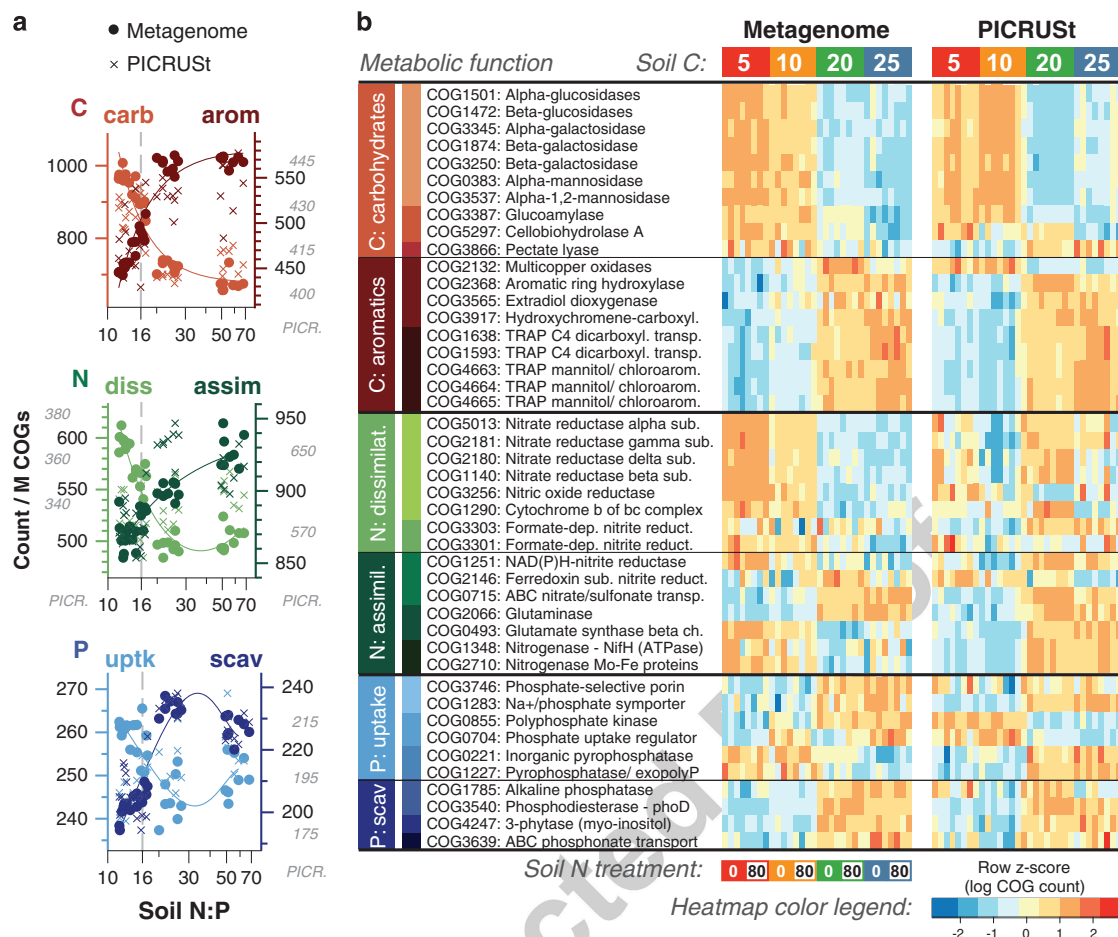 a
Metagenome
PICRUSt
C
carb arom
1000
800
550
500
450
445
430
415
400
PICR.
10 16 30 50 70
N
diss assim
380
360
340
600
550
500
950
900
850
650
570
PICR. PICR.
10 16 30 50 70
Count / M COGs
P
uptk scav
270
260
250
240
240
220
200
215
195
175
PICR.
10 16 30 50 70
Soil N:P
b
Metagenome PICRUSt
Metabolic function Soil C: 5 10 20 25 5 10 20 25
C: carbohydrates
COG1501: Alpha-glucosidases
COG1472: Beta-glucosidases
COG3345: Alpha-galactosidase
COG1874: Beta-galactosidase
COG3250: Beta-galactosidase
COG0383: Alpha-mannosidase
COG3537: Alpha-1,2-mannosidase
COG3387: Glucoamylase
COG5297: Cellobiohydrolase A
COG3866: Pectate lyase
C: aromatics
COG2132: Multicopper oxidases
COG2368: Aromatic ring hydroxylase
COG3565: Extradiol dioxygenase
COG3917: Hydroxychromene-carboxyl.
COG1638: TRAP C4 dicarboxyl. transp.
COG1593: TRAP C4 dicarboxyl. transp.
COG4663: TRAP mannitol/ chloroarom.
COG4664: TRAP mannitol/ chloroarom.
COG4665: TRAP mannitol/ chloroarom.
N: dissimilat.
COG5013: Nitrate reductase alpha sub.
COG2181: Nitrate reductase gamma sub.
COG2180: Nitrate reductase delta sub.
COG1140: Nitrate reductase beta sub.
COG3256: Nitric oxide reductase
COG1290: Cytochrome b of bc complex
COG3303: Formate-dep. nitrite reduct.
COG3301: Formate-dep. nitrite reduct.
N: assimil.
COG1251: NAD(P)H-nitrite reductase
COG2146: Ferredoxin sub. nitrite reduct.
COG0715: ABC nitrate/sulfonate transp.
COG2066: Glutaminase
COG0493: Glutamate synthase beta ch.
COG1348: Nitrogenase - NifH (ATPase)
COG2710: Nitrogenase Mo-Fe proteins
P: uptake
COG3746: Phosphate-selective porin
COG1283: Na+/phosphate symporter
COG0855: Polyphosphate kinase
COG0704: Phosphate uptake regulator
COG0221: Inorganic pyrophosphatase
COG1227: Pyrophosphatase/ exopolyP
P: scav
COG1785: Alkaline phosphatase
COG3540: Phosphodiesterase - phoD
COG4247: 3-phytase (myo-inositol)
COG3639: ABC phosphonate transport
Soil N treatment: 0 80 0 80 0 80 0 80
Row z-score
(log COG count)
Heatmap color legend:
-2 -1 0 1 2